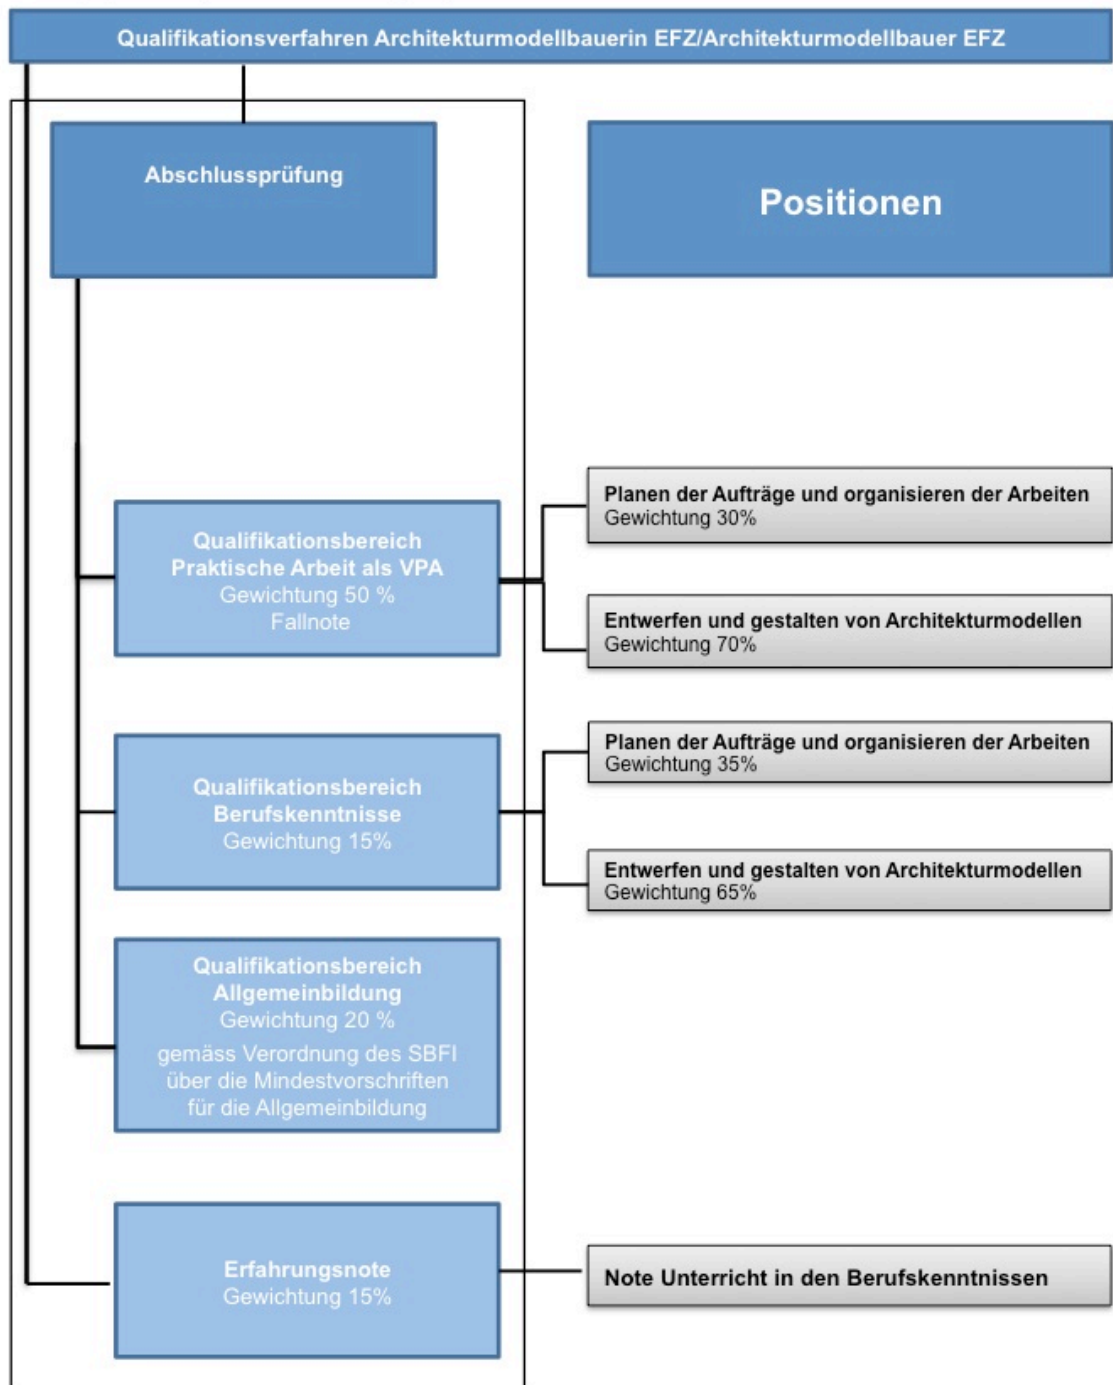 Qualifikationsverfahren Architekturmodellbauerin EFZ/Architekturmodellbauer EFZ
Abschlussprüfung
Positionen
Qualifikationsbereich
Praktische Arbeit als VPA
Gewichtung 50 %
Fallnote
Planen der Aufträge und organisieren der Arbeiten
Gewichtung 30%
Entwerfen und gestalten von Architekturmodellen
Gewichtung 70%
Qualifikationsbereich
Berufskenntnisse
Gewichtung 15%
Planen der Aufträge und organisieren der Arbeiten
Gewichtung 35%
Entwerfen und gestalten von Architekturmodellen
Gewichtung 65%
Qualifikationsbereich
Allgemeinbildung
Gewichtung 20 %
gemäss Verordnung des SBFI
über die Mindestvorschriften
für die Allgemeinbildung
Erfahrungsnote
Gewichtung 15%
Note Unterricht in den Berufskenntnissen